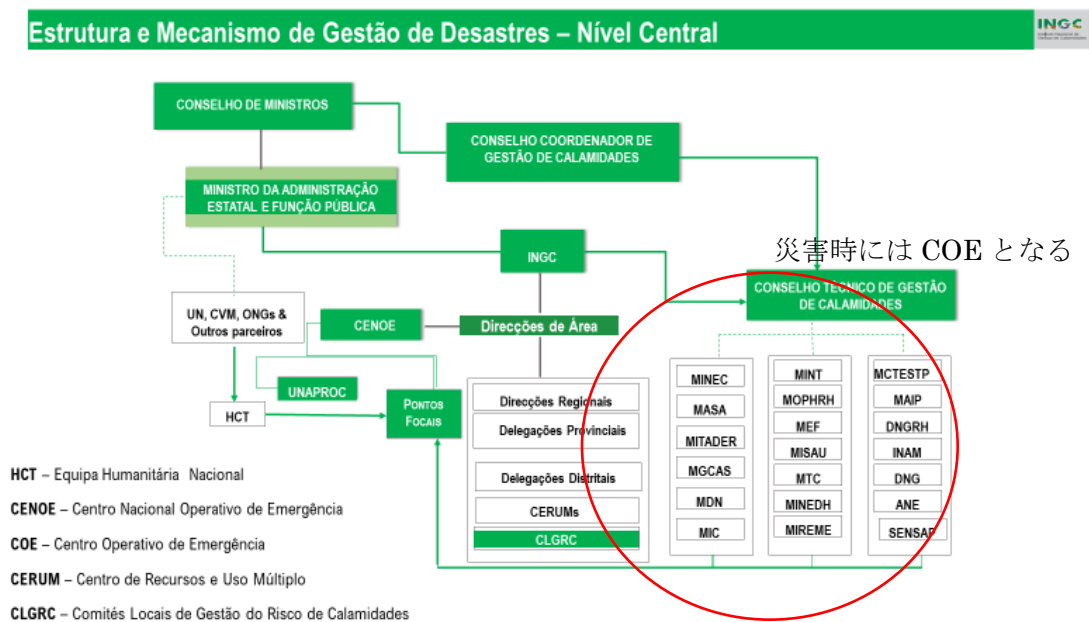 Estrutura e Mecanismo de Gestão de Desastres – Nível Central
INGC
CONSELHO DE MINISTROS
CONSELHO COORDENADOR DE
GESTÃO DE CALAMIDADES
MINISTRO DA ADMINISTRAÇÃO
ESTATAL E FUNÇÃO PÚBLICA
INGC
災害時には COE となる
CONSELHO TÉCNICO DE GESTÃO
DE CALAMIDADES
UN, CVM, ONGs &
Outros parceiros
CENOE
Direcções de Área
UNAPROC
HCT
PONTOS
FOCAIS
Direcções Regionais
Delegações Provinciais
Delegações Distritais
CERUMs
CLGRC
MINEC
MASA
MITADER
MGCAS
MDN
MIC
MINT
MOPHRH
MEF
MISAU
MTC
MINEDH
MIREME
MCTESTP
MAIP
DNGRH
INAM
DNG
ANE
SENSAP
HCT – Equipa Humanitária Nacional
CENOE – Centro Nacional Operativo de Emergência
COE – Centro Operativo de Emergência
CERUM – Centro de Recursos e Uso Múltiplo
CLGRC – Comités Locais de Gestão do Risco de Calamidades